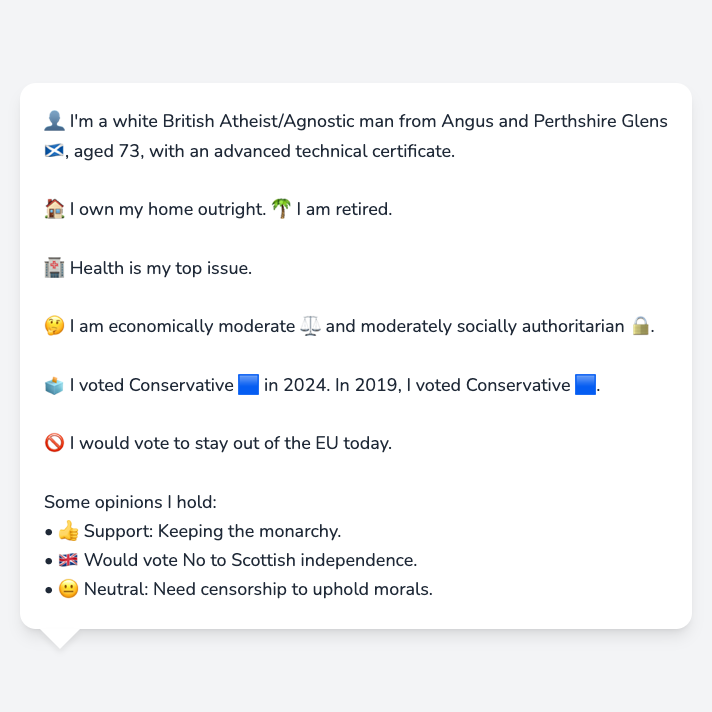 👤 I'm a white British Atheist/Agnostic man from Angus and Perthshire Glens
🏴󠁧󠁢󠁳󠁣󠁴󠁿, aged 73, with an advanced technical certificate.
🏠 I own my home outright. 🌴 I am retired.
🏥 Health is my top issue.
🤔 I am economically moderate ⚖️ and moderately socially authoritarian 🔒.
🗳️ I voted Conservative 🟦 in 2024. In 2019, I voted Conservative 🟦.
🚫 I would vote to stay out of the EU today.
Some opinions I hold:
• 👍 Support: Keeping the monarchy.
• 🇬🇧 Would vote No to Scottish independence.
• 😐 Neutral: Need censorship to uphold morals.